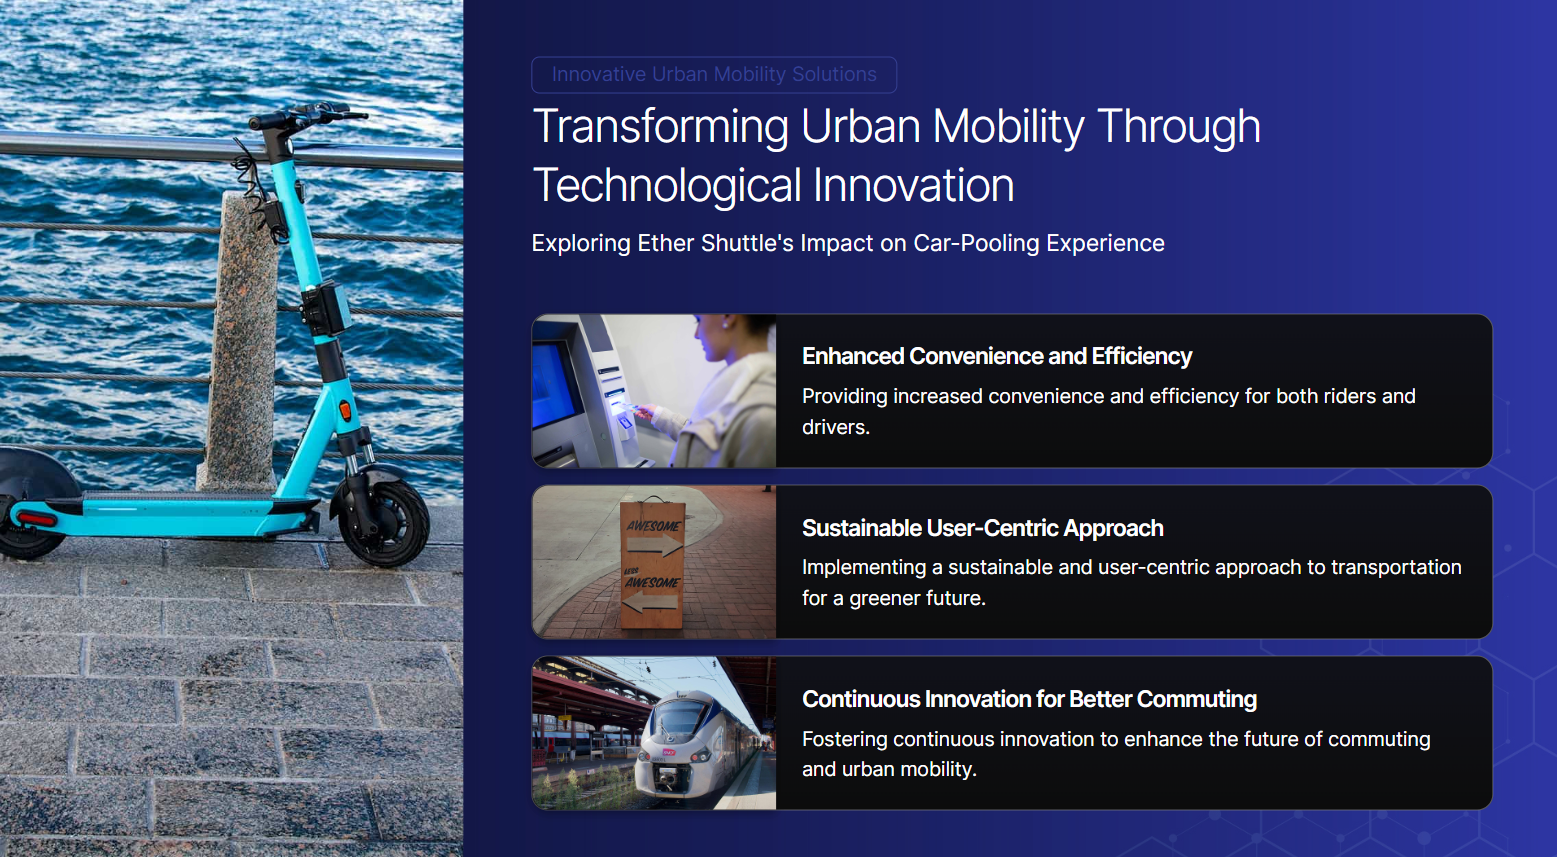 Innovative Urban Mobility Solutions
Transforming Urban Mobility Through
Technological Innovation
Exploring Ether Shuttle's Impact on Car-Pooling Experience
Enhanced Convenience and Efficiency
Providing increased convenience and efficiency for both riders and
drivers.
AWESOME
LESS
AWESOME
Sustainable User-Centric Approach
Implementing a sustainable and user-centric approach to transportation
for a greener future.
Continuous Innovation for Better Commuting
Fostering continuous innovation to enhance the future of commuting
and urban mobility.